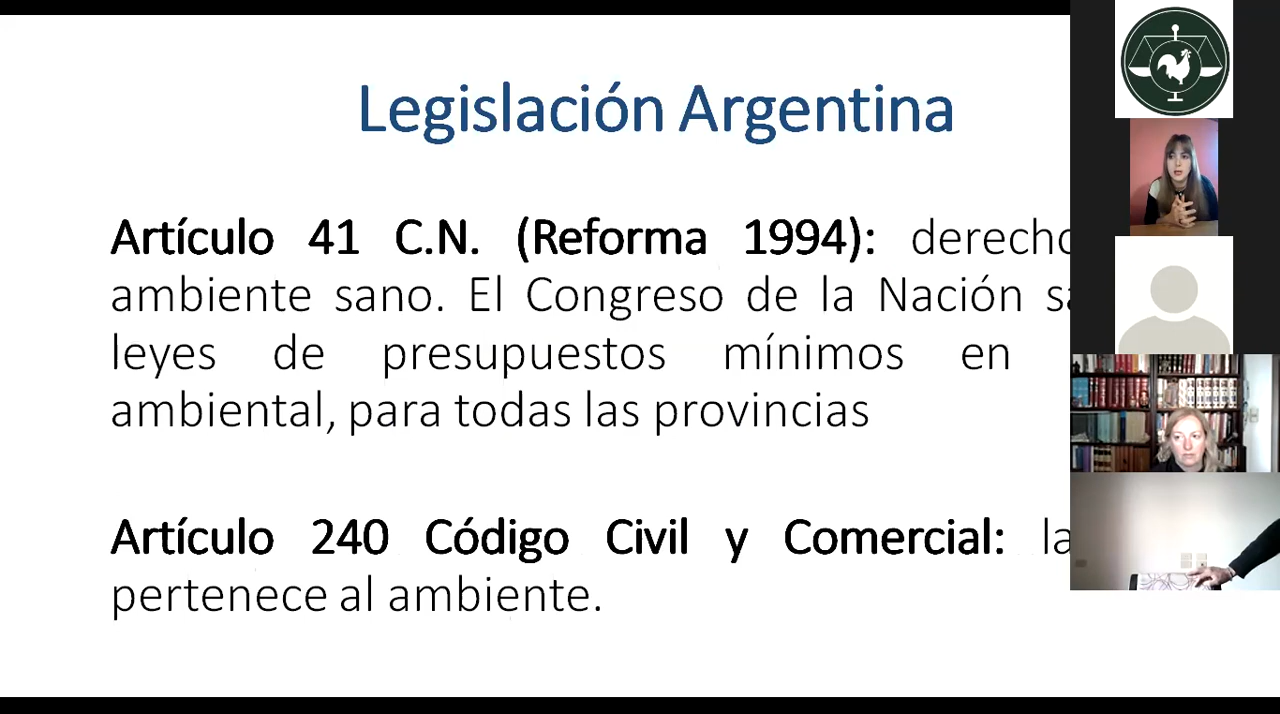 Legislación Argentina
Artículo 41 C.N. (Reforma 1994):
ambiente sano. El Congreso de la Nación
leyes de presupuestos mínimos en
ambiental, para todas las provincias
Artículo 240 Código Civil y Comercial:
pertenece al ambiente.